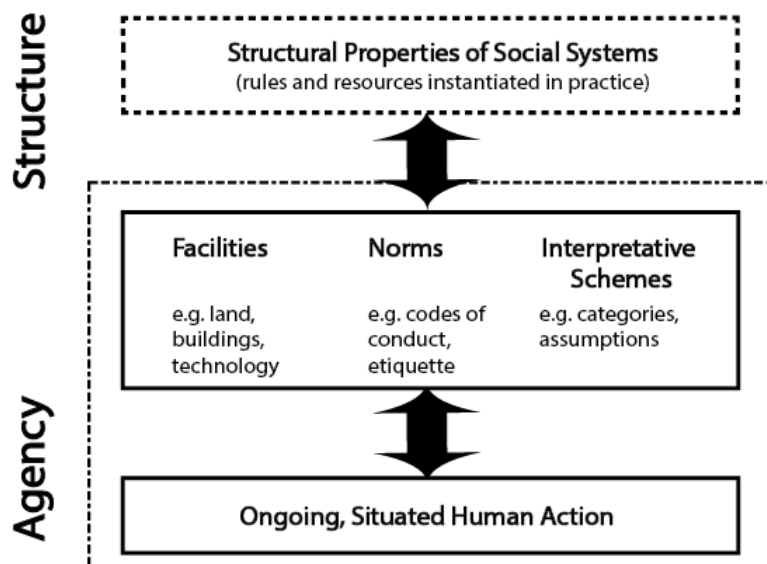 Structure
Structural Properties of Social Systems
(rules and resources instantiated in practice)
Agency
Facilities
e.g. land,
buildings,
technology
Norms
e.g. codes of
conduct,
etiquette
Interpretative
Schemes
e.g. categories,
assumptions
Ongoing, Situated Human Action